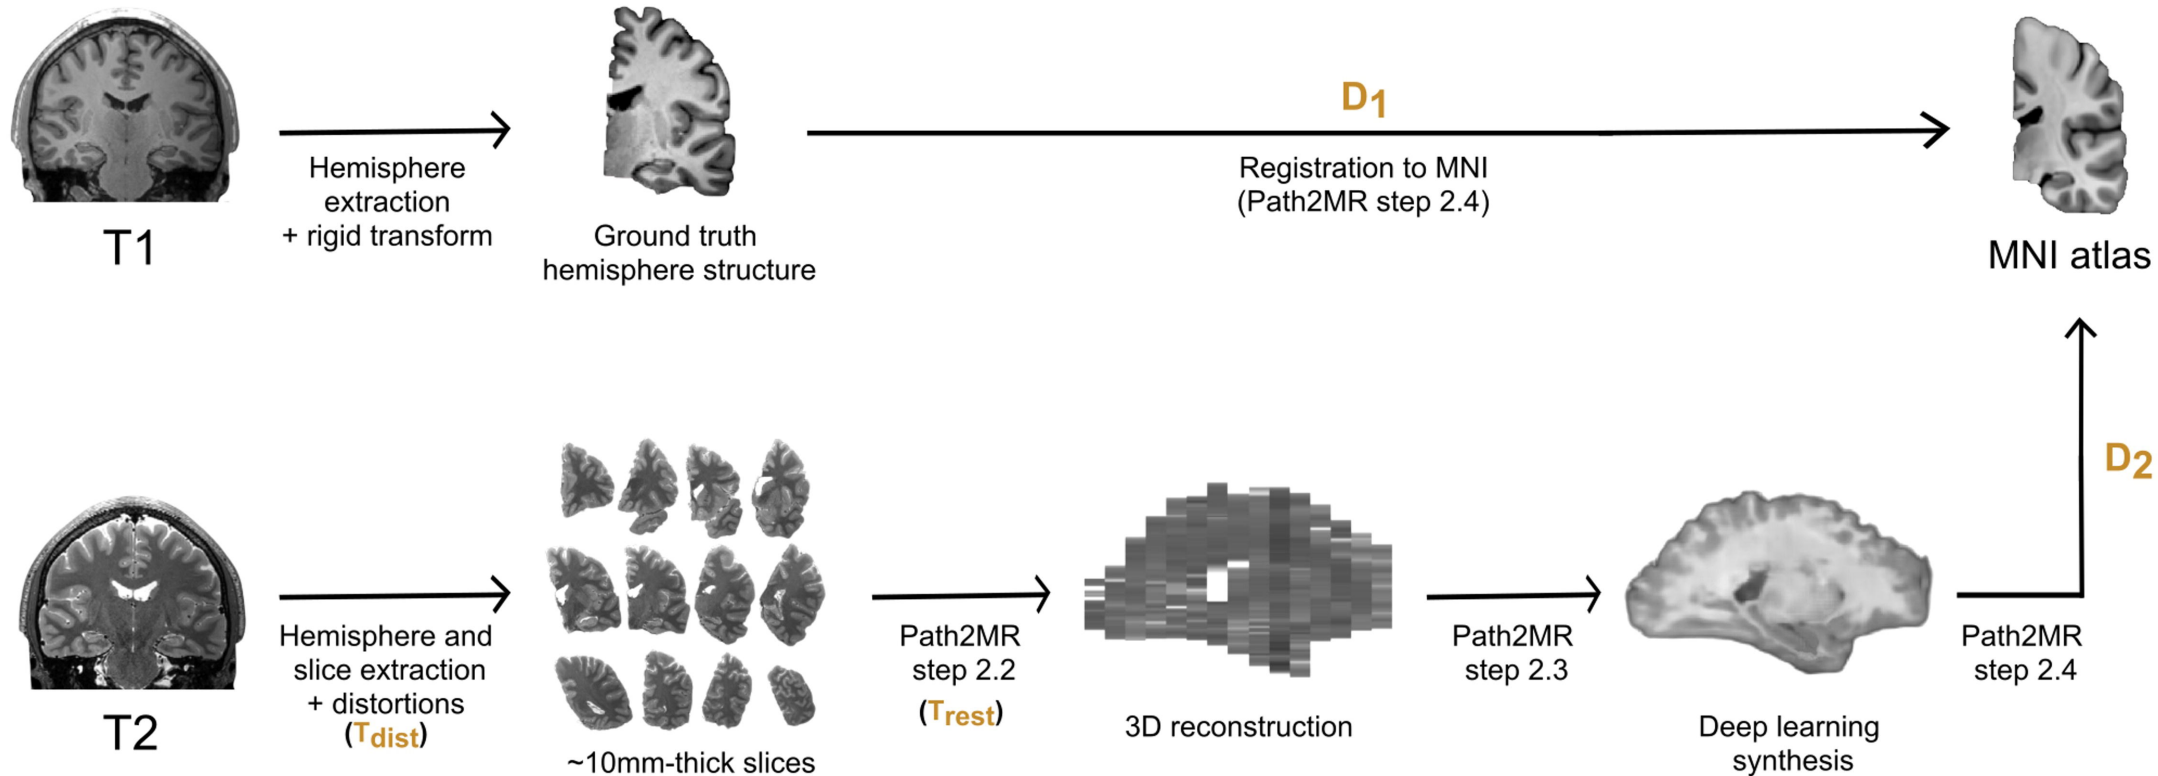 T1
Hemisphere
extraction
+ rigid transform
Ground truth
hemisphere structure
D1
Registration to MNI
(Path2MR step 2.4)
MNI atlas
T2
Hemisphere and
slice extraction
+ distortions
(Tdist)
~10mm-thick slices
Path2MR
step 2.2
(Trest)
3D reconstruction
Path2MR
step 2.3
Deep learning
synthesis
Path2MR
step 2.4
D2